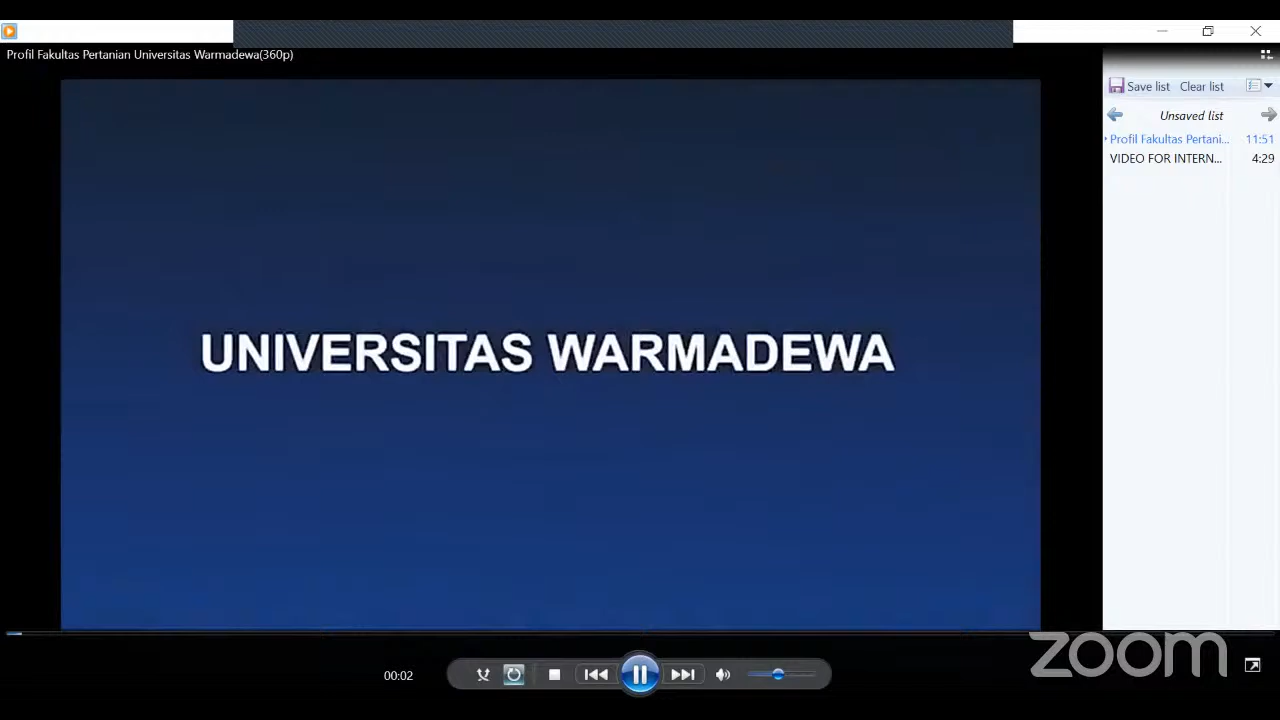 Profil Fakultas Pertanian Universitas Warmadewa(360p)
Save list Clear list
Unsaved list
Profil Fakultas Pertani... 11:51
VIDEO FOR INTERN... 4:29
UNIVERSITAS WARMADEWA
00:02
zoom